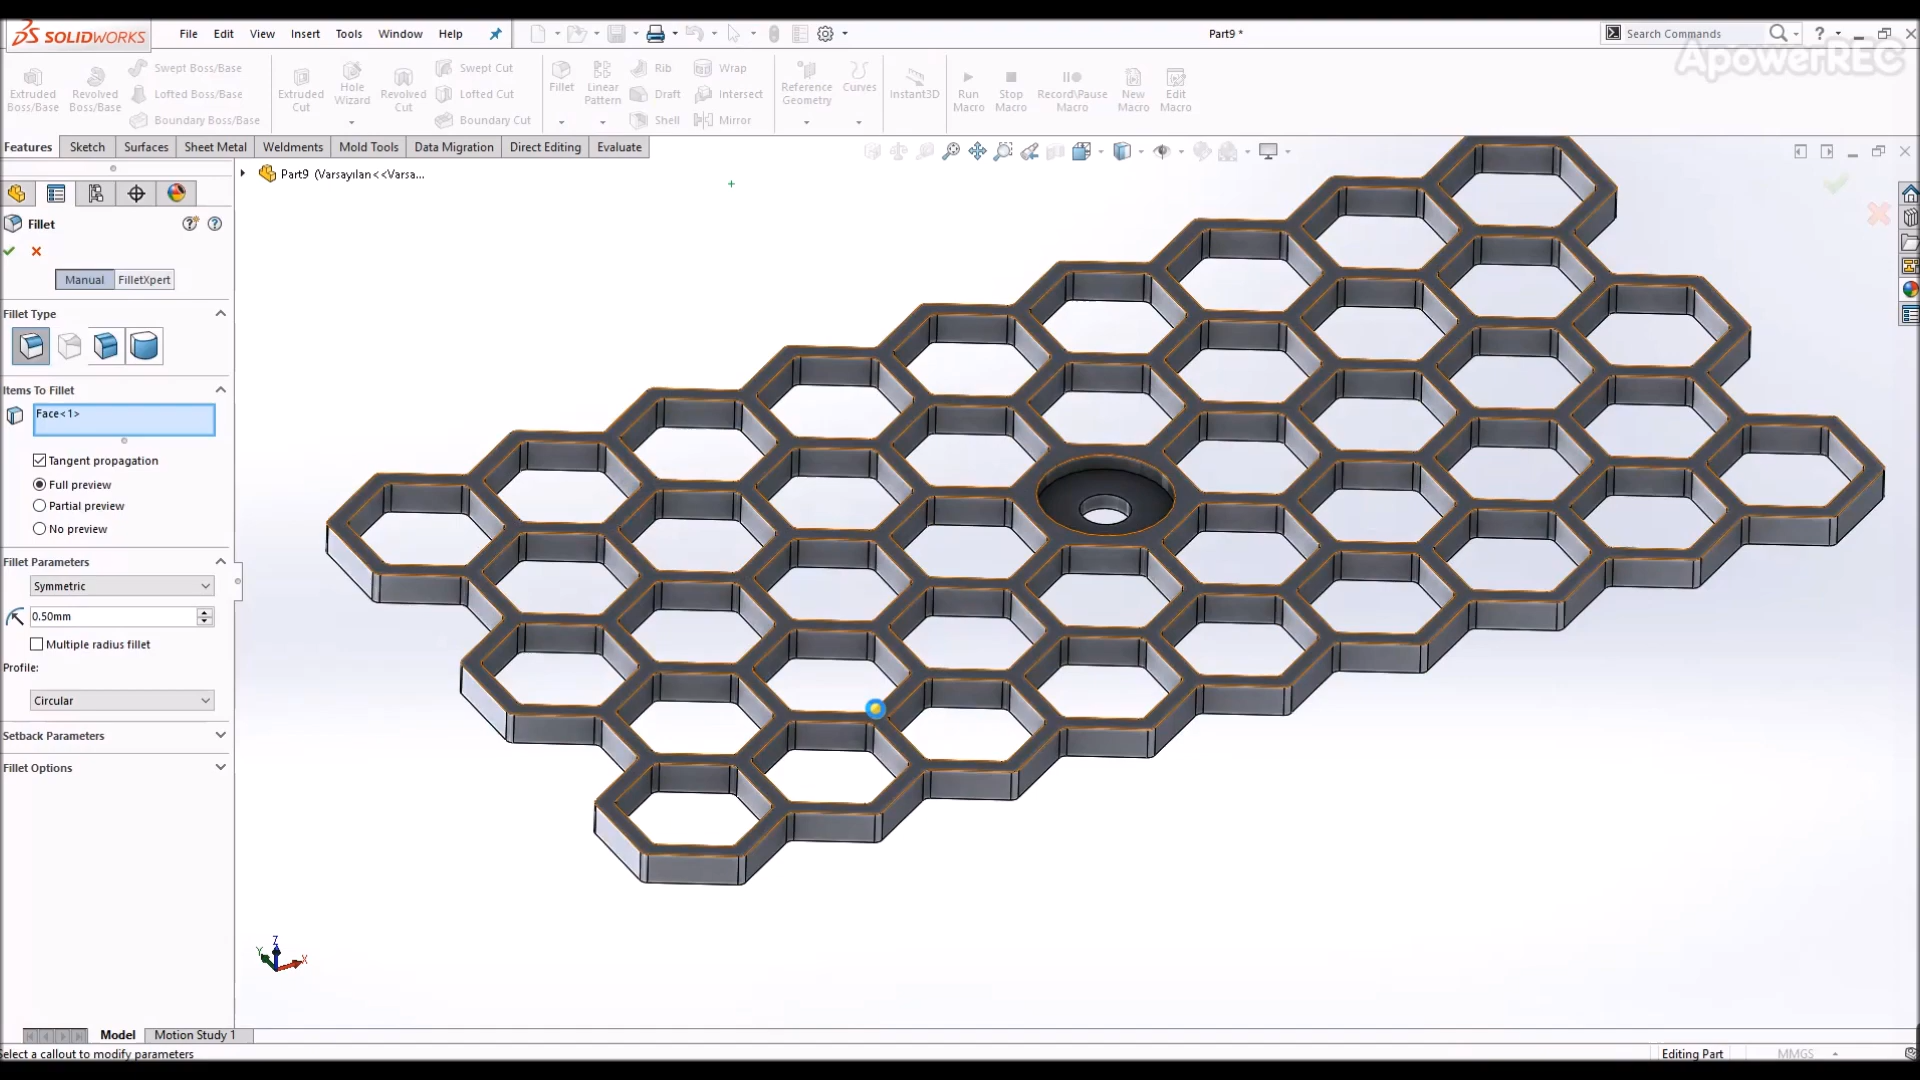 SOLIDWORKS
File Edit View Insert Tools Window Help
Part9 *
Search Commands
ApowerREC
Extruded Boss/Base
Revolved Boss/Base
Swept Boss/Base
Lofted Boss/Base
Boundary Boss/Base
Extruded Cut
Hole Wizard
Revolved Cut
Swept Cut
Lofted Cut
Boundary Cut
Fillet
Linear Pattern
Rib
Draft
Shell
Wrap
Intersect
Mirror
Reference Geometry
Curves
Instant3D
Run Macro
Stop Macro
Record\Pause Macro
New Macro
Edit Macro
Features Sketch Surfaces Sheet Metal Weldments Mold Tools Data Migration Direct Editing Evaluate
Part9 (Varsayılan<<Varsa...
Fillet
Manual FilletXpert
Fillet Type
Items To Fillet
Face<1>
Tangent propagation
Full preview
Partial preview
No preview
Fillet Parameters
Symmetric
0.50mm
Multiple radius fillet
Profile:
Circular
Setback Parameters
Fillet Options
Z
Y
X
Model Motion Study 1
Select a callout to modify parameters
Editing Part
MMGS